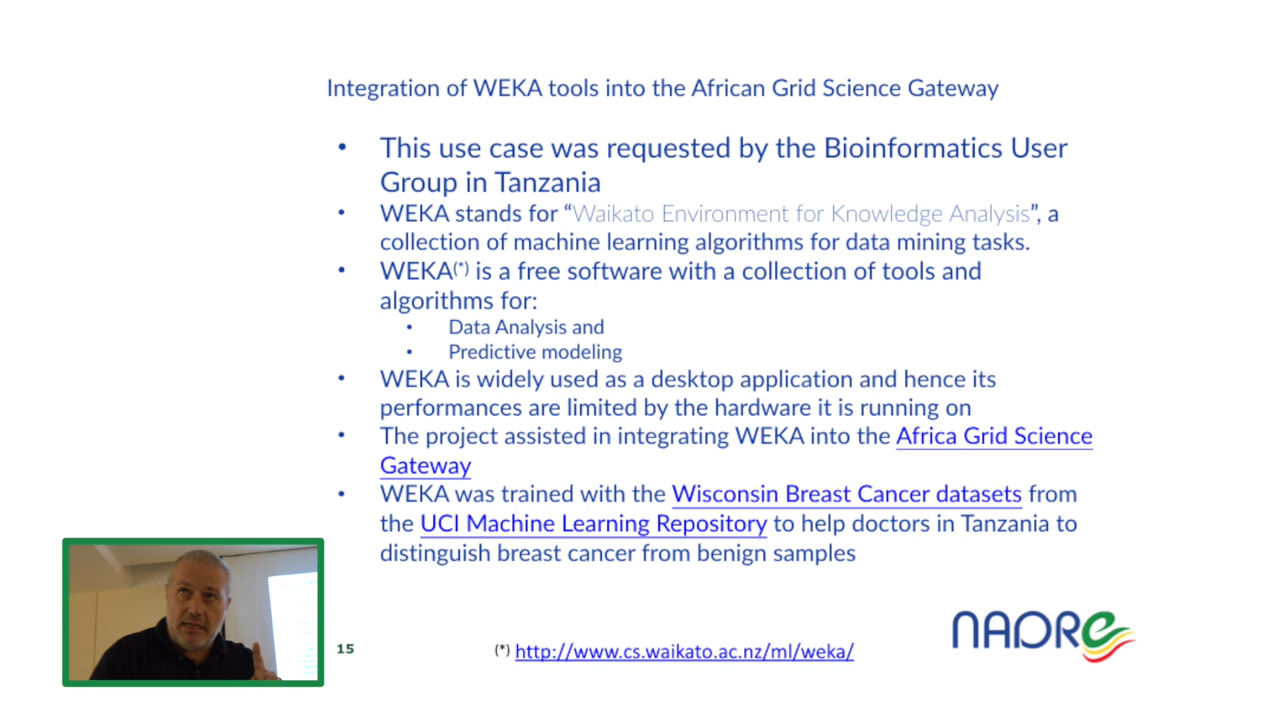 Integration of WEKA tools into the African Grid Science Gateway
• This use case was requested by the Bioinformatics User
Group in Tanzania
• WEKA stands for “Waikato Environment for Knowledge Analysis”, a
collection of machine learning algorithms for data mining tasks.
• WEKA(*) is a free software with a collection of tools and
algorithms for:
• Data Analysis and
• Predictive modeling
• WEKA is widely used as a desktop application and hence its
performances are limited by the hardware it is running on
• The project assisted in integrating WEKA into the Africa Grid Science
Gateway
• WEKA was trained with the Wisconsin Breast Cancer datasets from
the UCI Machine Learning Repository to help doctors in Tanzania to
distinguish breast cancer from benign samples
15
(*) http://www.cs.waikato.ac.nz/ml/weka/
NADRe